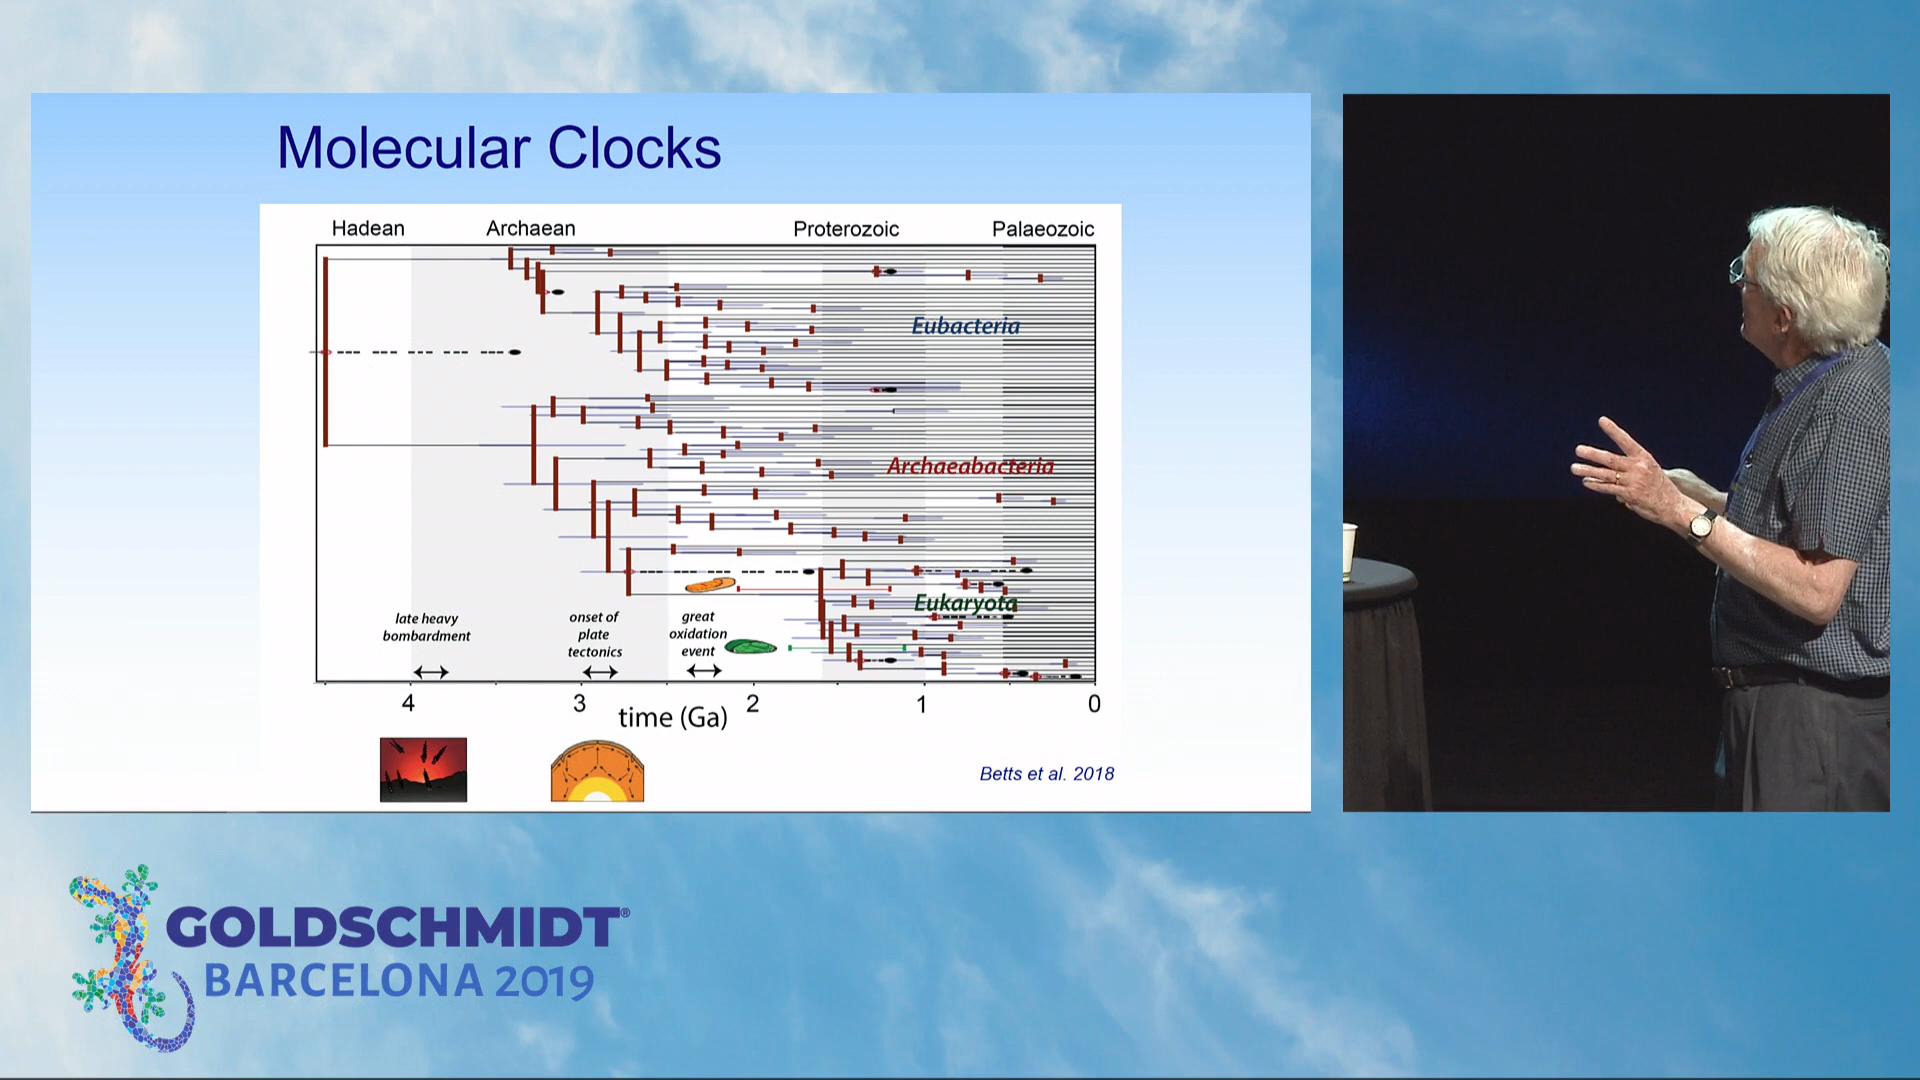 Molecular Clocks
Hadean Archaean Proterozoic Palaeozoic
Eubacteria
Archaeabacteria
Eukaryota
late heavy
bombardment
onset of
plate
tectonics
great
oxidation
event
4 3 2 1 0
time (Ga)
Betts et al. 2018
GOLDSCHMIDT®
BARCELONA 2019